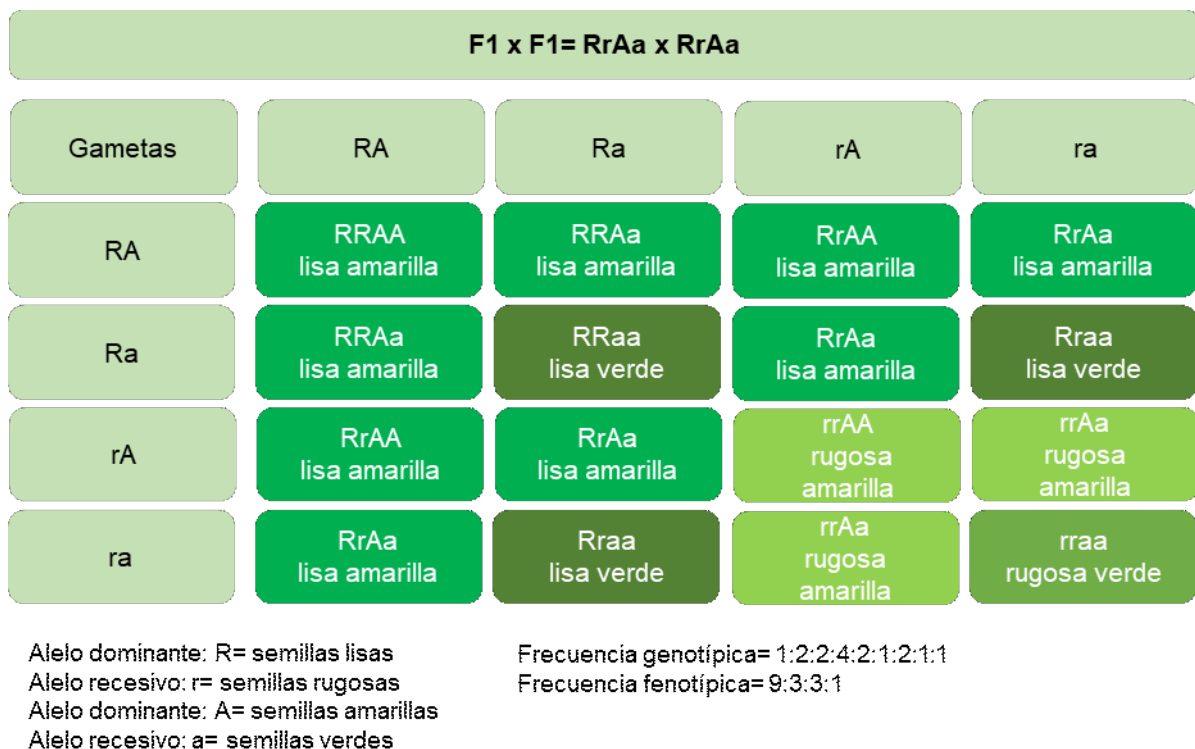 F1 x F1= RrAa x RrAa
Gametas
RA
Ra
rA
ra
RA
RRAA
lisa amarilla
RRAa
lisa amarilla
RrAA
lisa amarilla
RrAa
lisa amarilla
Ra
RRAa
lisa amarilla
RRaa
lisa verde
RrAa
lisa amarilla
Rraa
lisa verde
rA
RrAA
lisa amarilla
RrAa
lisa amarilla
rrAA
rugosa
amarilla
rrAa
rugosa
amarilla
ra
RrAa
lisa amarilla
Rraa
lisa verde
rrAa
rugosa
amarilla
rraa
rugosa verde
Alelo dominante: R= semillas lisas
Alelo recesivo: r= semillas rugosas
Alelo dominante: A= semillas amarillas
Alelo recesivo: a= semillas verdes
Frecuencia genotípica= 1:2:2:4:2:1:2:1:1
Frecuencia fenotípica= 9:3:3:1